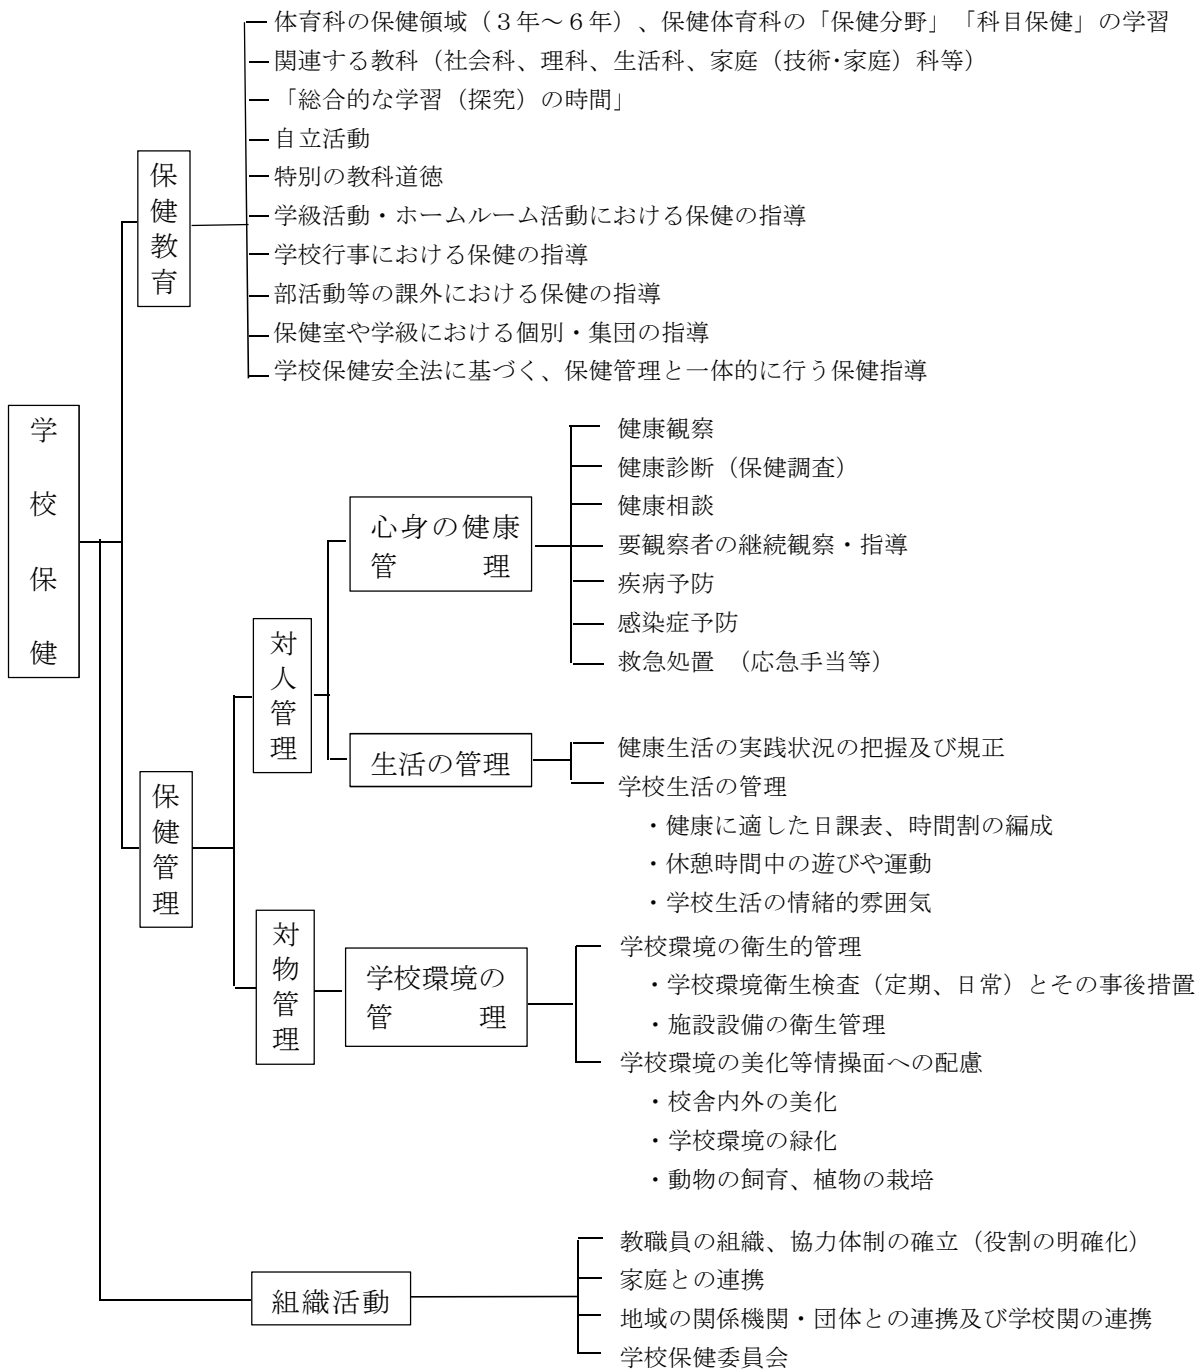 体育科の保健領域（３年～６年）、保健体育科の「保健分野」「科目保健」の学習
関連する教科（社会科、理科、生活科、家庭（技術･家庭）科等）
「総合的な学習（探究）の時間」
自立活動
特別の教科道徳
学級活動・ホームルーム活動における保健の指導
学校行事における保健の指導
部活動等の課外における保健の指導
保健室や学級における個別・集団の指導
学校保健安全法に基づく、保健管理と一体的に行う保健指導
保健教育
学校保健
健康観察
健康診断（保健調査）
健康相談
要観察者の継続観察・指導
疾病予防
感染症予防
救急処置　（応急手当等）
心身の健康
管　　理
対人管理
生活の管理
健康生活の実践状況の把握及び規正
学校生活の管理
・健康に適した日課表、時間割の編成
・休憩時間中の遊びや運動
・学校生活の情緒的雰囲気
保健管理
対物管理
学校環境の
管　　理
学校環境の衛生的管理
・学校環境衛生検査（定期、日常）とその事後措置
・施設設備の衛生管理
学校環境の美化等情操面への配慮
・校舎内外の美化
・学校環境の緑化
・動物の飼育、植物の栽培
組織活動
教職員の組織、協力体制の確立（役割の明確化）
家庭との連携
地域の関係機関・団体との連携及び学校関の連携
学校保健委員会